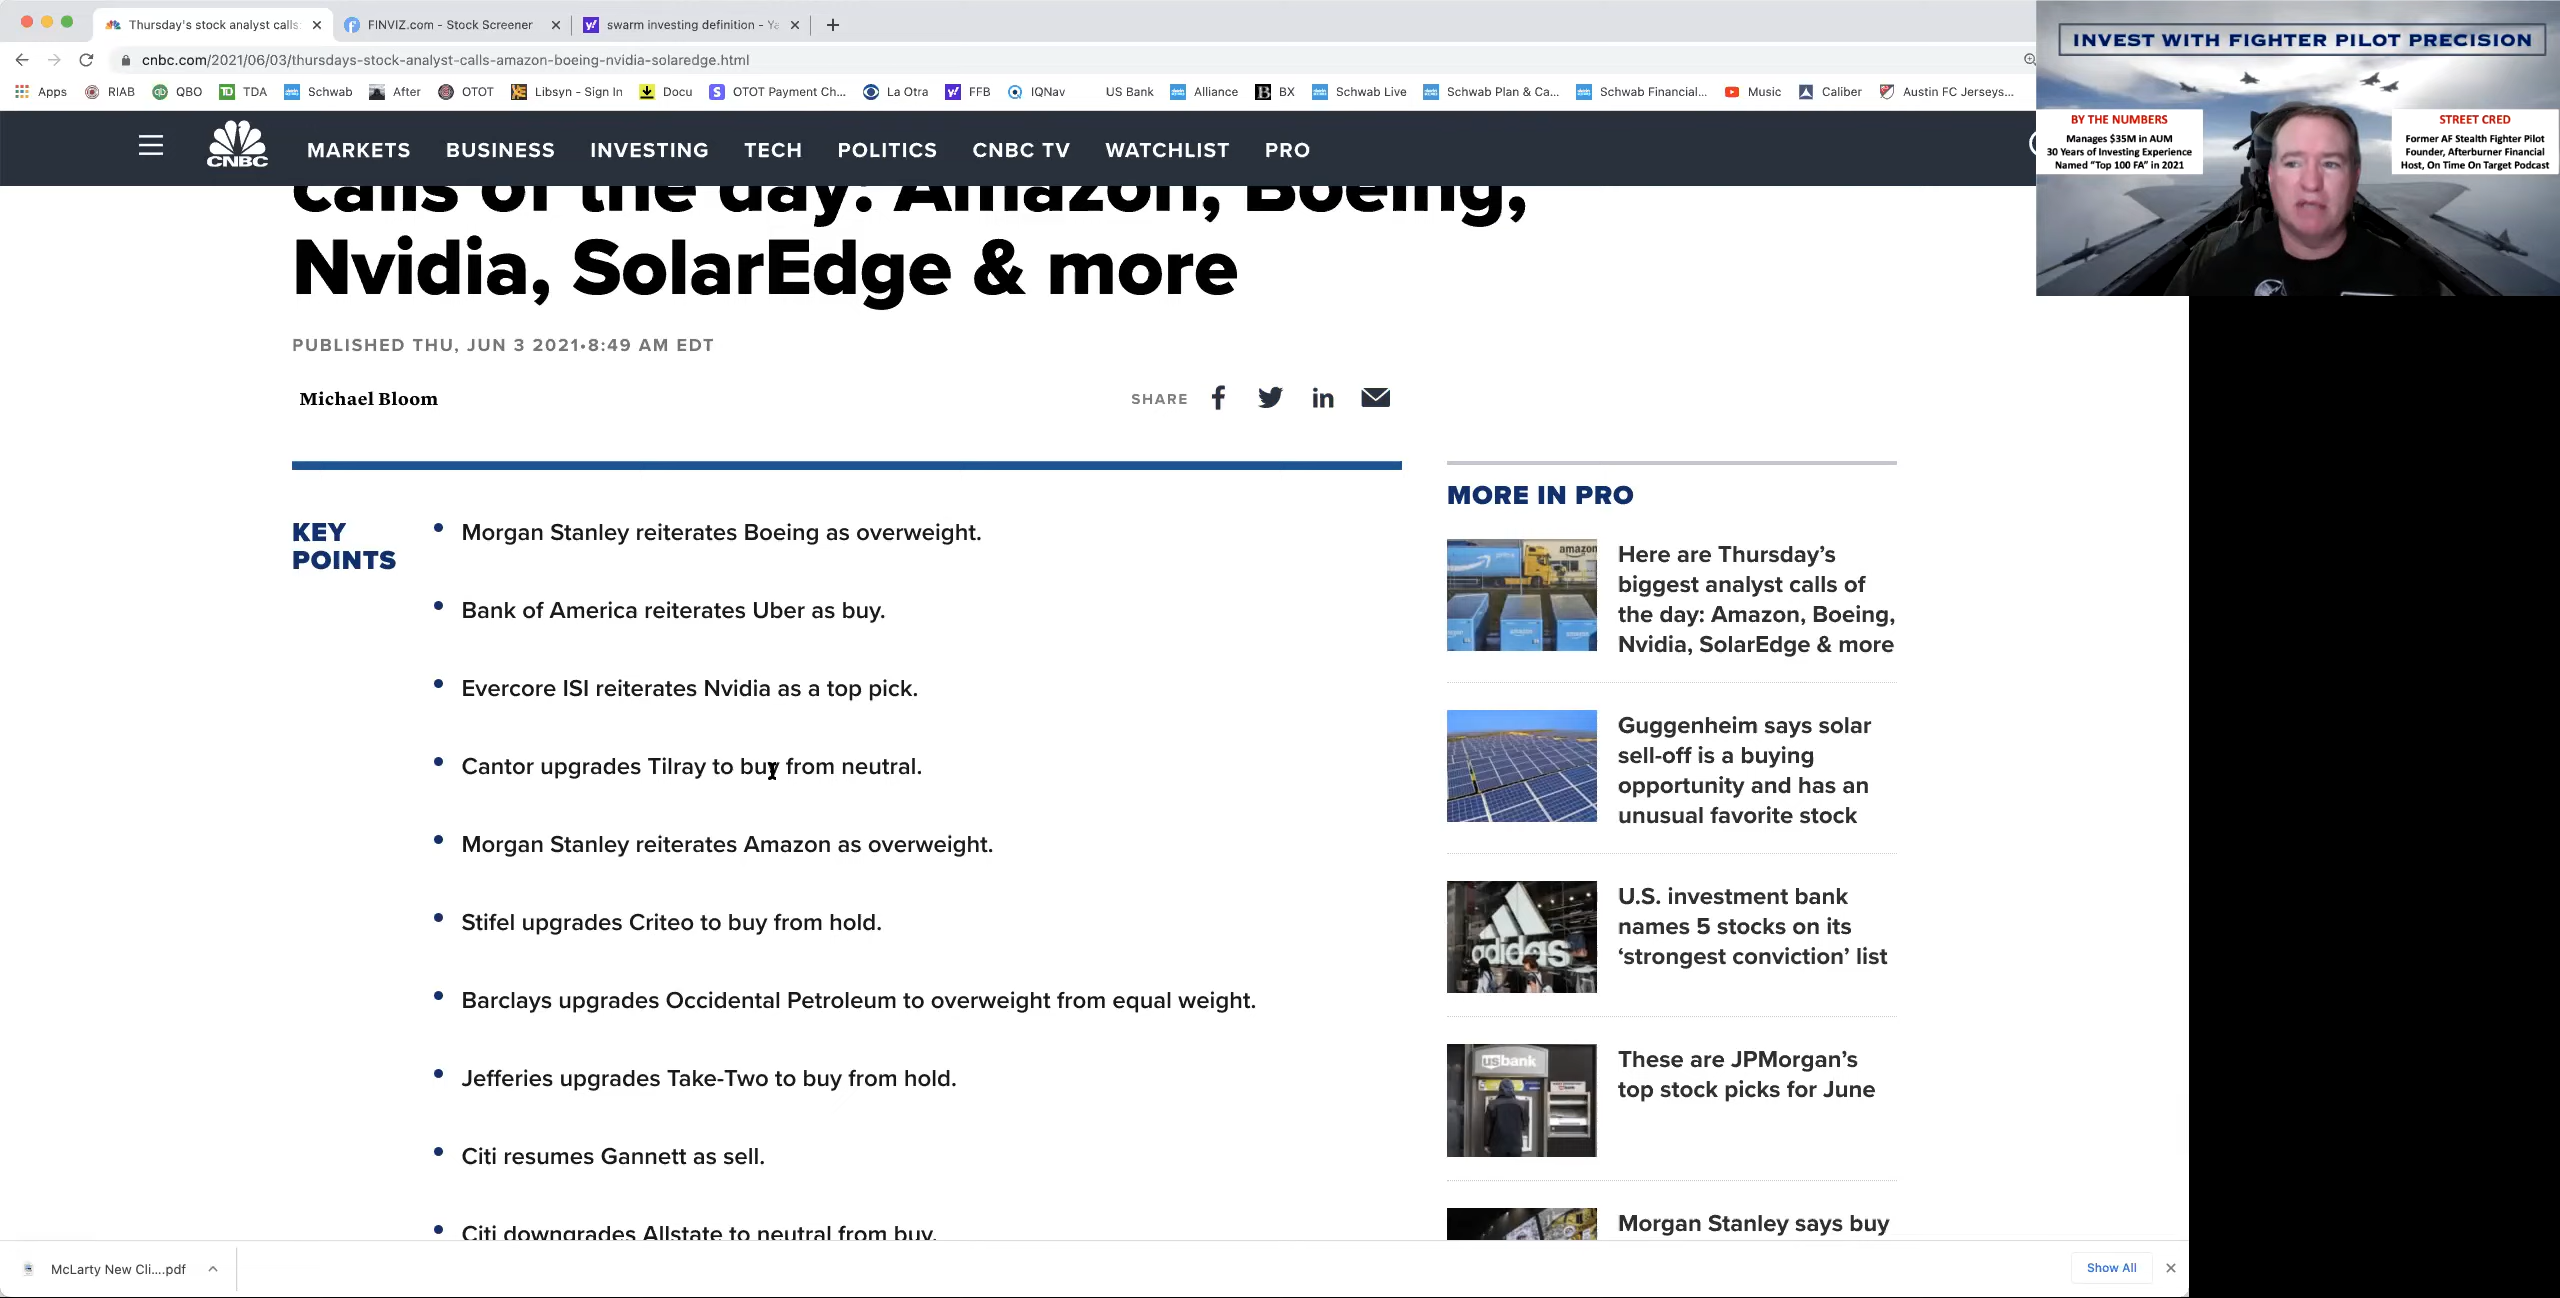 Thursday's stock analyst calls:
FINVIZ.com - Stock Screener
swarm investing definition - Ya
cnbc.com/2021/06/03/thursdays-stock-analyst-calls-amazon-boeing-nvidia-solaredge.html
Apps RIAB QBO TDA Schwab After OTOT Libsyn - Sign In Docu OTOT Payment Ch... La Otra FFB IQNav US Bank Alliance BX Schwab Live Schwab Plan & Ca... Schwab Financial... Music Caliber Austin FC Jerseys...
INVEST WITH FIGHTER PILOT PRECISION
BY THE NUMBERS
Manages $35M in AUM
30 Years of Investing Experience
Named "Top 100 FA" in 2021
STREET CRED
Former AF Stealth Fighter Pilot
Founder, Afterburner Financial
Host, On Time On Target Podcast
CNBC
MARKETS BUSINESS INVESTING TECH POLITICS CNBC TV WATCHLIST PRO
calls of the day: Amazon, Boeing,
Nvidia, SolarEdge & more
PUBLISHED THU, JUN 3 2021•8:49 AM EDT
Michael Bloom
SHARE
KEY
POINTS
Morgan Stanley reiterates Boeing as overweight.
Bank of America reiterates Uber as buy.
Evercore ISI reiterates Nvidia as a top pick.
Cantor upgrades Tilray to buy from neutral.
Morgan Stanley reiterates Amazon as overweight.
Stifel upgrades Criteo to buy from hold.
Barclays upgrades Occidental Petroleum to overweight from equal weight.
Jefferies upgrades Take-Two to buy from hold.
Citi resumes Gannett as sell.
Citi downgrades Allstate to neutral from buy.
MORE IN PRO
amazon
Here are Thursday's
biggest analyst calls of
the day: Amazon, Boeing,
Nvidia, SolarEdge & more
Guggenheim says solar
sell-off is a buying
opportunity and has an
unusual favorite stock
adidas
U.S. investment bank
names 5 stocks on its
‘strongest conviction’ list
usbank
These are JPMorgan's
top stock picks for June
Morgan Stanley says buy
McLarty New Cli....pdf
Show All